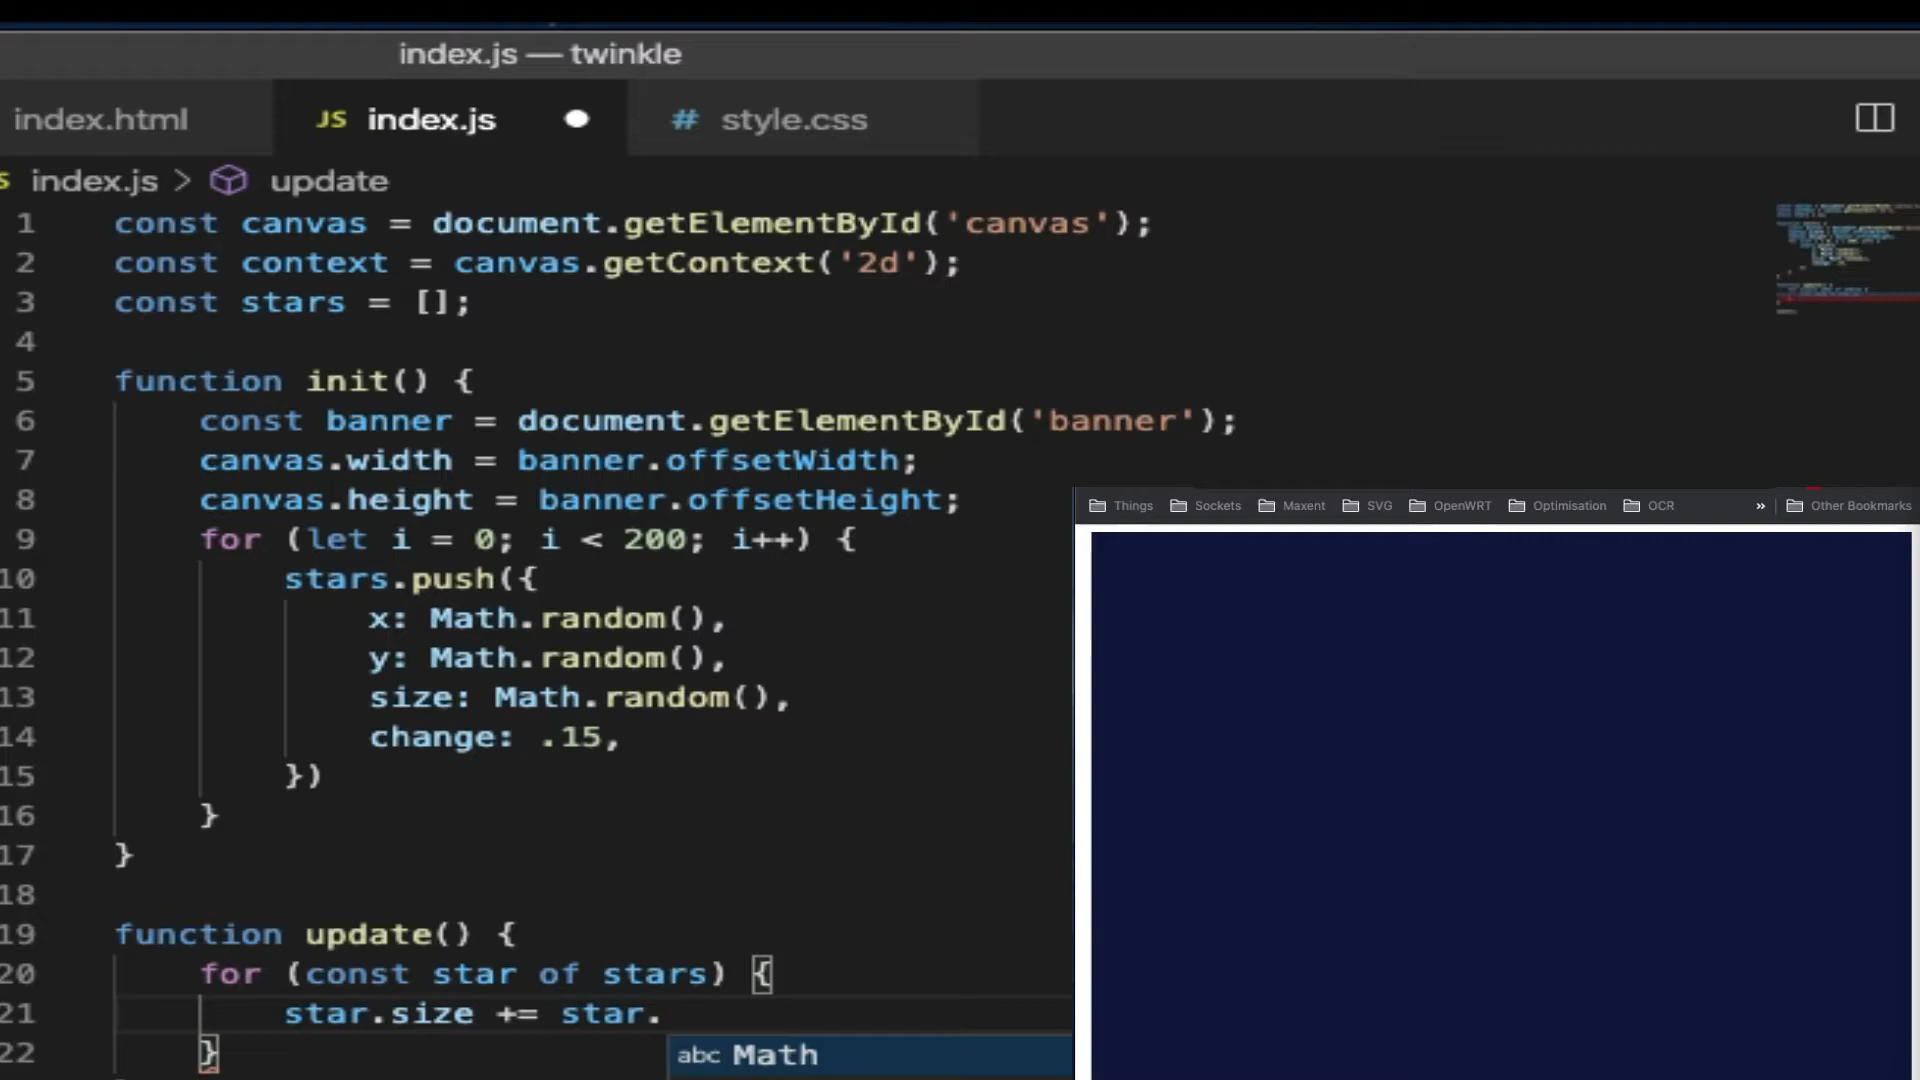 index.js — twinkle
index.html JS index.js # style.css
index.js > update
1 const canvas = document.getElementById('canvas');
2 const context = canvas.getContext('2d');
3 const stars = [];
4
5 function init() {
6 const banner = document.getElementById('banner');
7 canvas.width = banner.offsetWidth;
8 canvas.height = banner.offsetHeight;
9 for (let i = 0; i < 200; i++) {
10 stars.push({
11 x: Math.random(),
12 y: Math.random(),
13 size: Math.random(),
14 change: .15,
15 })
16 }
17 }
18
19 function update() {
20 for (const star of stars) {
21 star.size += star.
22 }
abc Math
Things Sockets Maxent SVG OpenWRT Optimisation OCR » Other Bookmarks